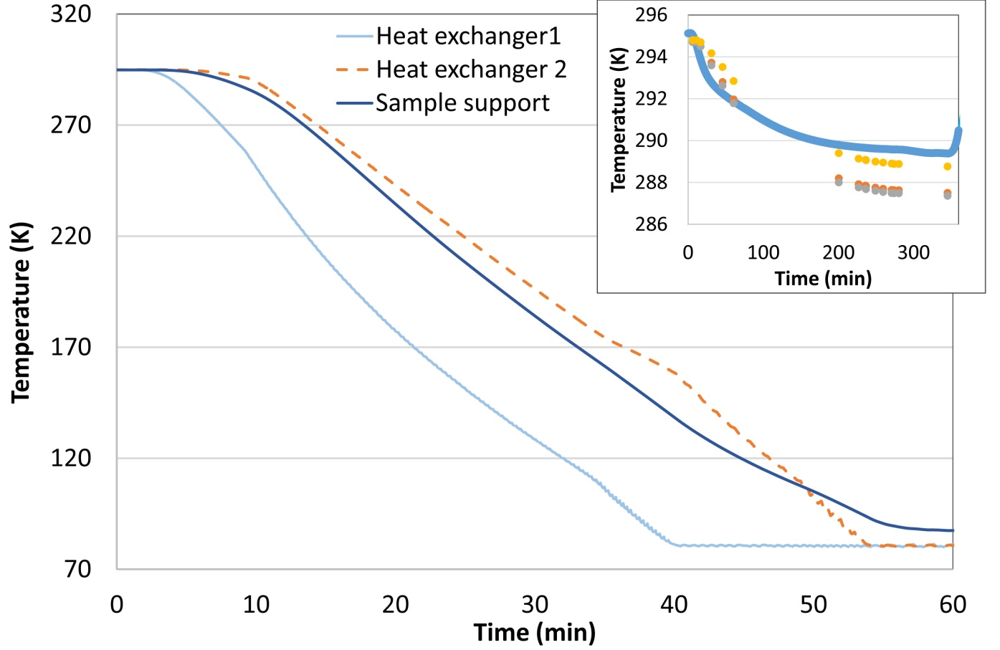 320
270
220
170
120
70
Temperature (K)
0 10 20 30 40 50 60
Time (min)
Heat exchanger1
Heat exchanger 2
Sample support
296
294
292
290
288
286
Temperature (K)
0 100 200 300
Time (min)